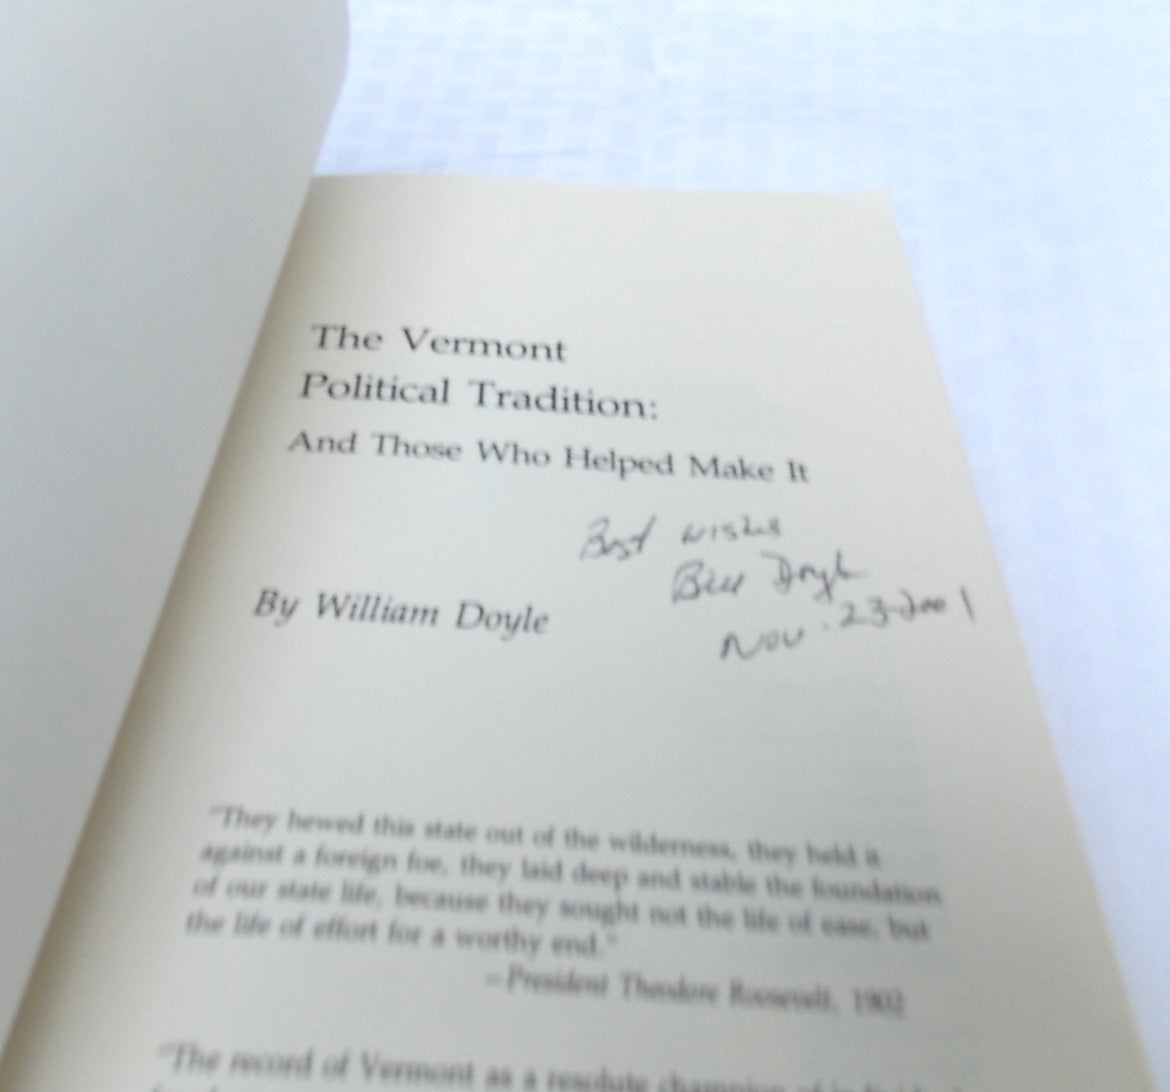 The Vermont
Political Tradition:
And Those Who Helped Make It
Best wishes
Bill Doyle
Nov. 23-2001
By William Doyle
"They hewed this state out of the wilderness, they held it
against a foreign foe, they laid deep and stable the foundation
of our state life, because they sought not the life of ease, but
the life of effort for a worthy end."
—President Theodore Roosevelt, 1902
"The record of Vermont as a resolute champion of